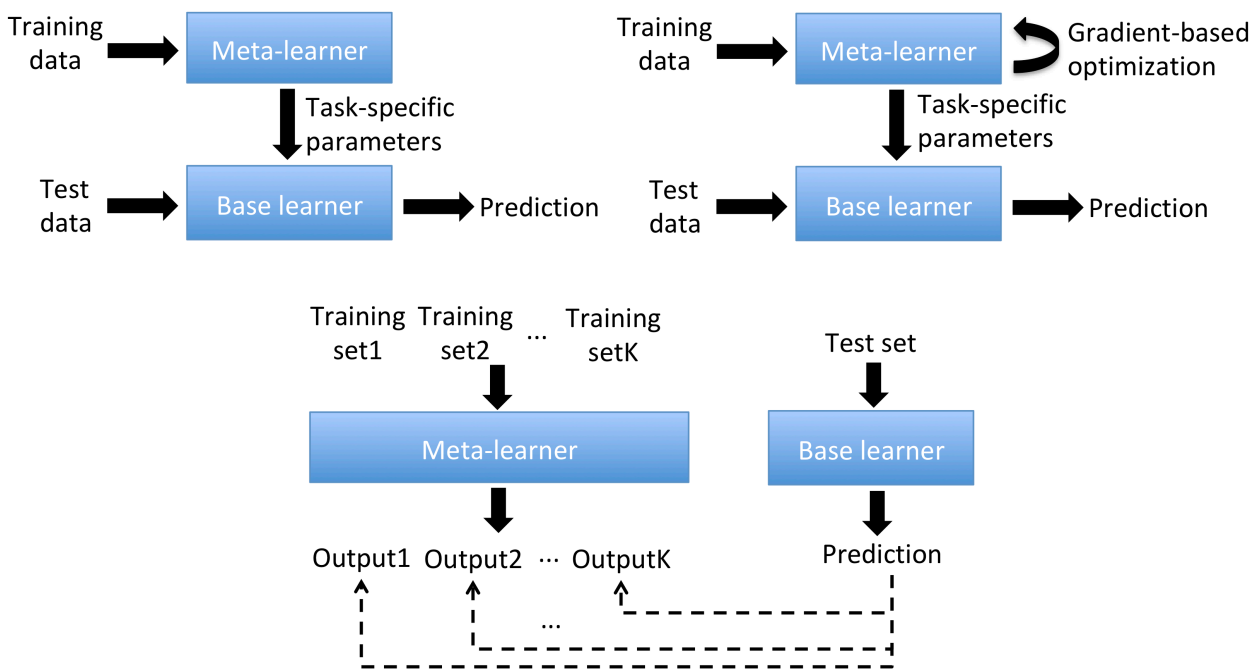 Training
data
Meta-learner
Task-specific
parameters
Test
data
Base learner
Prediction
Training
data
Meta-learner
Gradient-based
optimization
Task-specific
parameters
Test
data
Base learner
Prediction
Training
set1
Training
set2
...
Training
setK
Meta-learner
Output1 Output2 ... OutputK
...
Test set
Base learner
Prediction